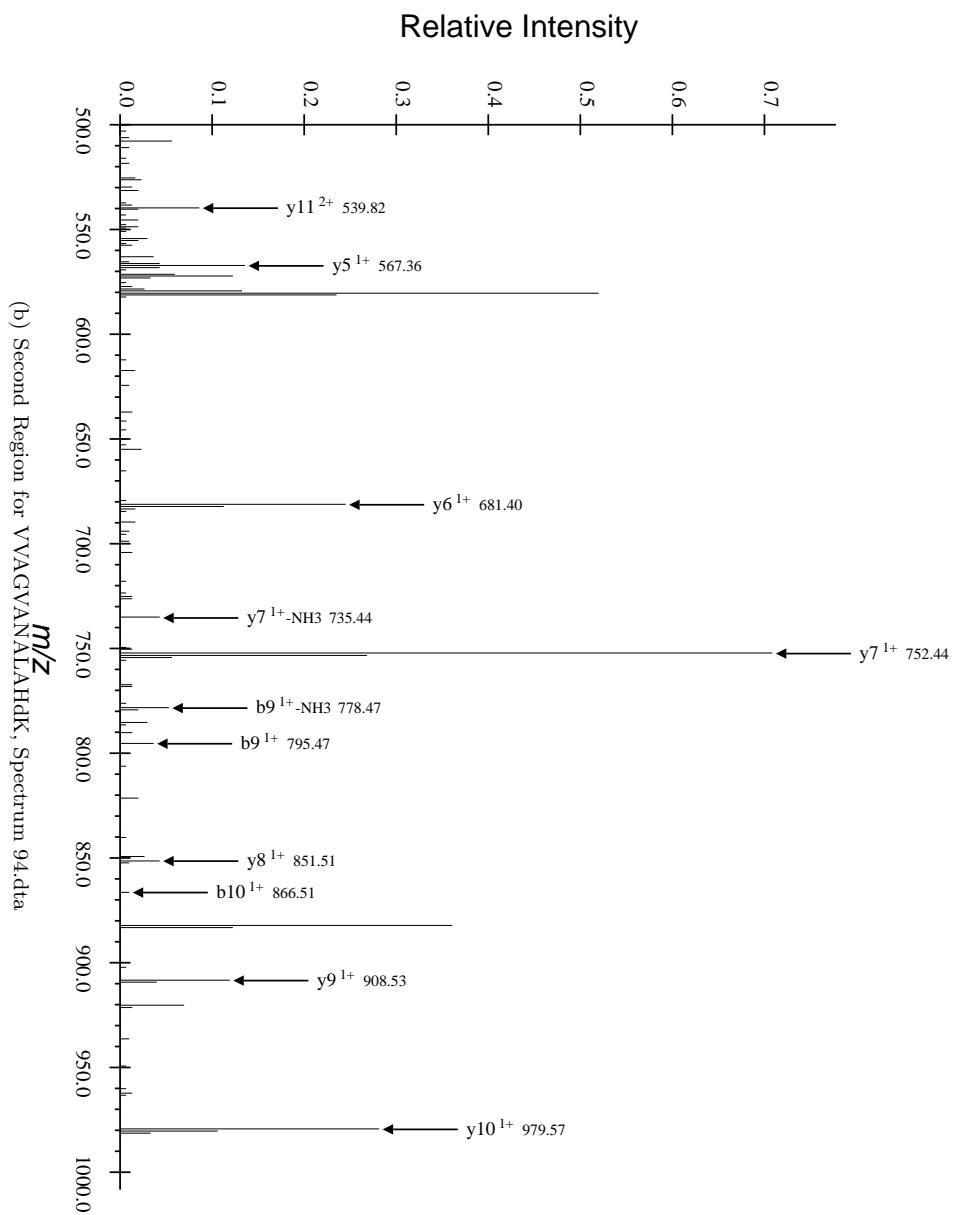 Relative Intensity
0.0
0.1
0.2
0.3
0.4
0.5
0.6
0.7
500.0
550.0
600.0
650.0
700.0
750.0
800.0
850.0
900.0
950.0
1000.0
y11 2+ 539.82
y5 1+ 567.36
y6 1+ 681.40
y7 1+-NH3 735.44
y7 1+ 752.44
b9 1+-NH3 778.47
b9 1+ 795.47
y8 1+ 851.51
b10 1+ 866.51
y9 1+ 908.53
y10 1+ 979.57
m/z
(b) Second Region for VVAGVANALAHdK, Spectrum 94.dta